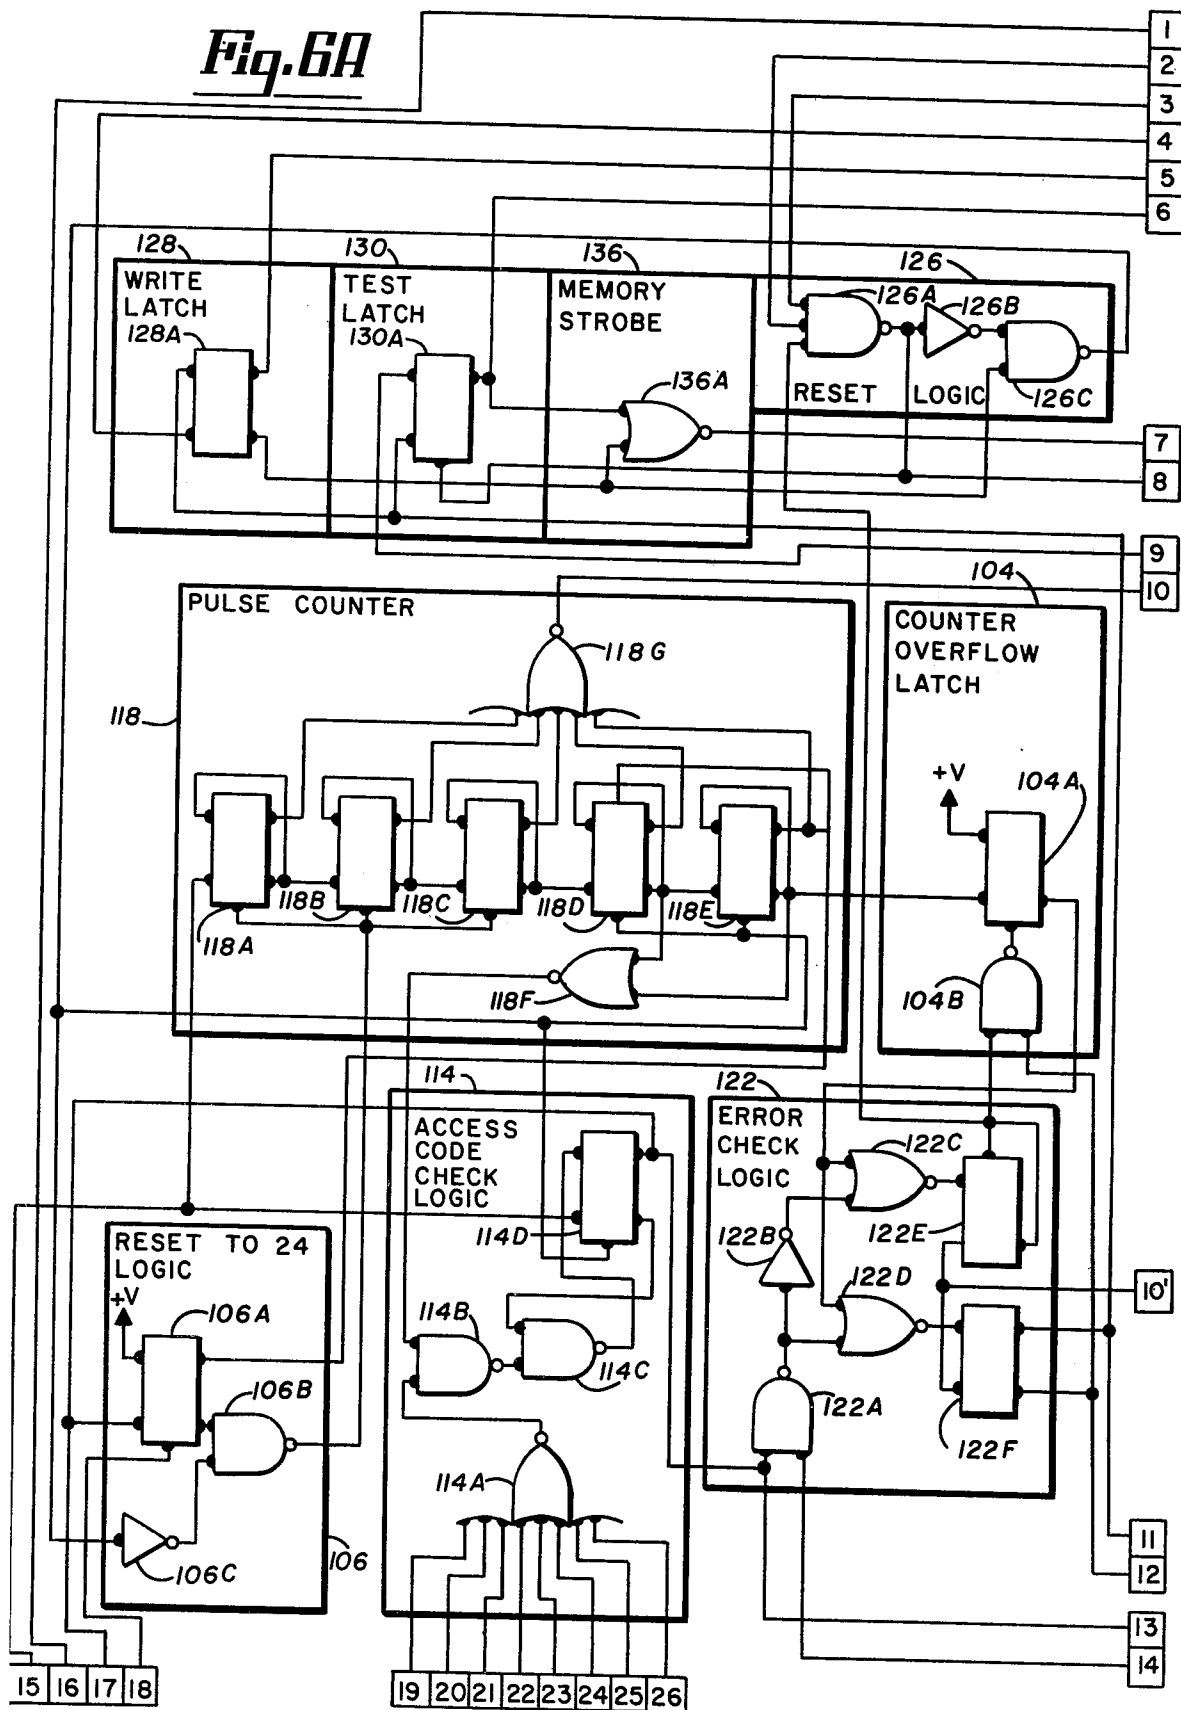 Fig. 6A
1
2
3
4
5
6
128
130
136
126
WRITE
LATCH
128A
TEST
LATCH
130A
MEMORY
STROBE
136A
126A
126B
126C
RESET LOGIC
7
8
9
10
PULSE COUNTER
118
118G
118A
118B
118C
118D
118E
118F
104
COUNTER
OVERFLOW
LATCH
+V
104A
104B
114
ACCESS
CODE
CHECK
LOGIC
114D
114B
114C
114A
122
ERROR
CHECK
LOGIC
122C
122B
122E
122D
122A
122F
10'
RESET TO 24
LOGIC
+V
106A
106B
106C
106
11
12
13
14
15 16 17 18
19 20 21 22 23 24 25 26